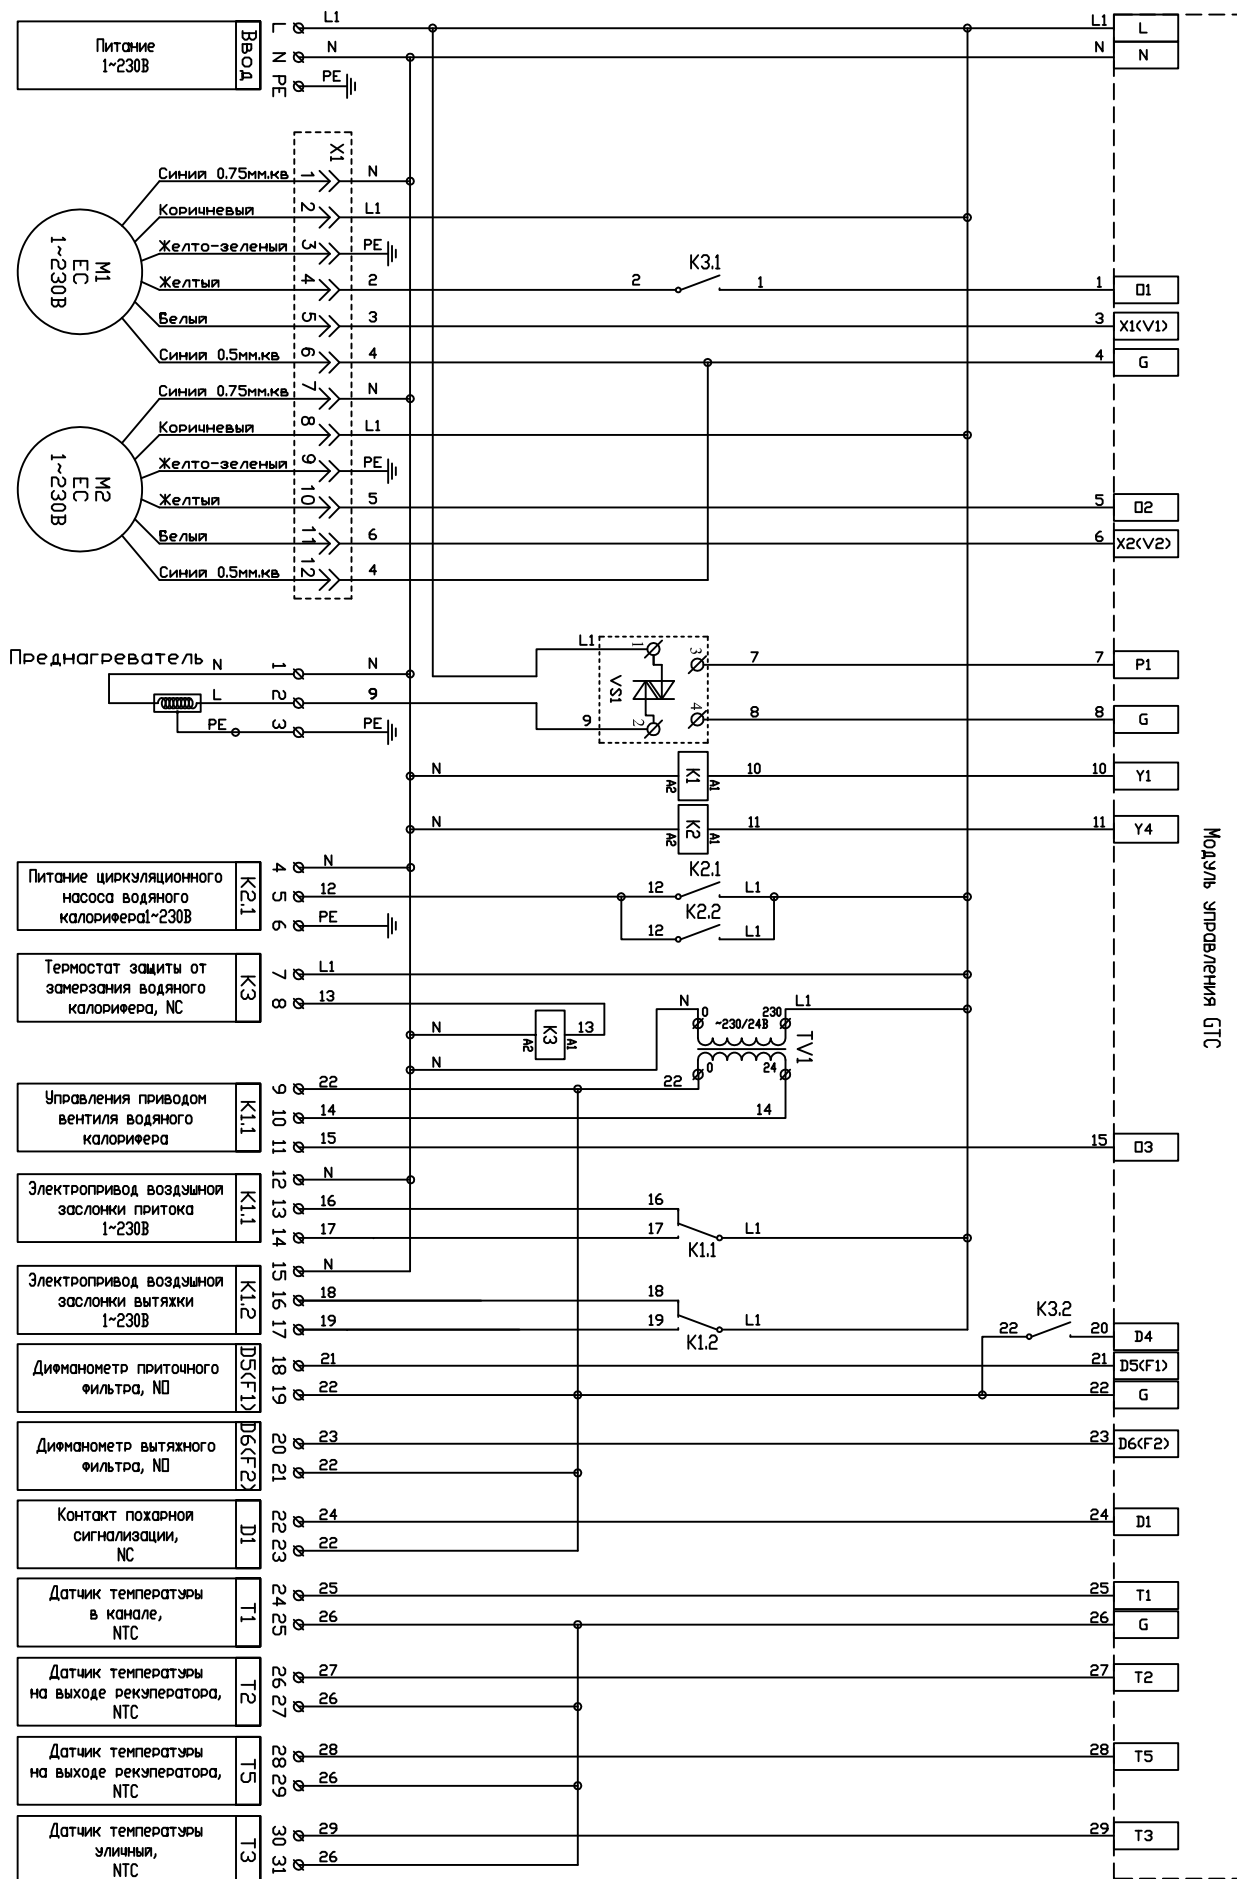 L L1 L1 L
Питание
1~230В
Ввод
N N N N
PE PE
X1
Синий 0.75мм.кв 1 N
Коричневый 2 L1
Желто-зеленый 3 PE
M1
EC
1~230В
K3.1
Желтый 4 2 2 1 1 D1
Белый 5 3 3 X1(V1)
Синий 0.5мм.кв 6 4 4 G
Синий 0.75мм.кв 7 N
Коричневый 8 L1
Желто-зеленый 9 PE
M2
EC
1~230В
Желтый 10 5 5 D2
Белый 11 6 6 X2(V2)
Синий 0.5мм.кв 12 4
Преднагреватель
N 1 N L1 1 3 7 7 P1
L 2 9 VS1
PE 3 PE 9 2 4 8 8 G
N A2 K1 A1 10 10 Y1
N A2 K2 A1 11 11 Y4
Модуль управления GTC
Питание циркуляционного
насоса водяного
калорифера1~230В
K2.1
4 N
K2.1
5 12 12 L1
K2.2
6 PE 12 L1
Термостат защиты от
замерзания водяного
калорифера, NC
K3
7 L1
8 13
N 0 230 L1
~230/24В
TV1
N A2 K3 A1 13
N
0 24
Управления приводом
вентиля водяного
калорифера
K1.1
9 22 22
10 14 14
11 15 15 D3
Электропривод воздушной
заслонки притока
1~230В
K1.1
12 N
13 16 16
14 17 17 L1
K1.1
Электропривод воздушной
заслонки вытяжки
1~230В
K1.2
15 N
16 18 18
17 19 19 L1
K1.2
K3.2
22 20 D4
Дифманометр приточного
фильтра, NO
D5(F1)
18 21 21 D5(F1)
19 22 22 G
Дифманометр вытяжного
фильтра, NO
D6(F2)
20 23 23 D6(F2)
21 22
Контакт пожарной
сигнализации,
NC
D1
22 24 24 D1
23 22
Датчик температуры
в канале,
NTC
T1
24 25 25 T1
25 26 26 G
Датчик температуры
на выходе рекуператора,
NTC
T2
26 27 27 T2
27 26
Датчик температуры
на выходе рекуператора,
NTC
T5
28 28 28 T5
29 26
Датчик температуры
уличный,
NTC
T3
30 29 29 T3
31 26